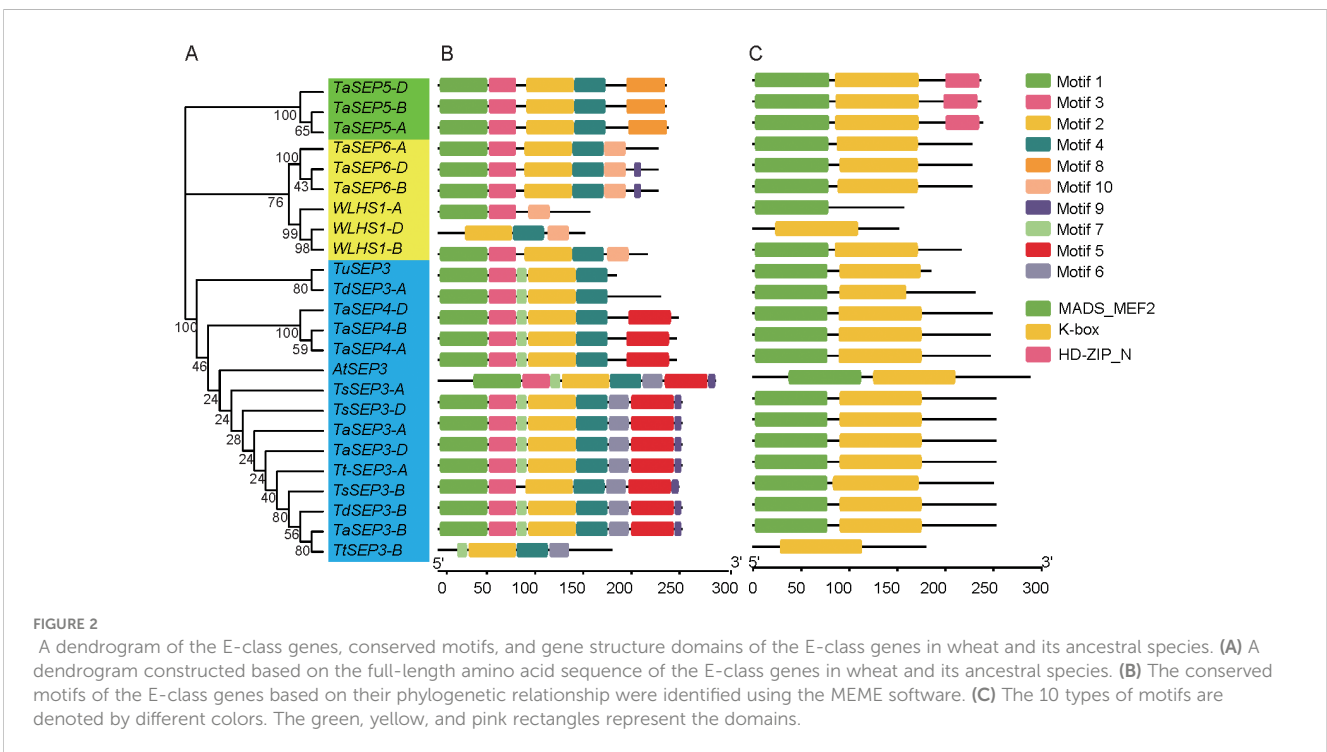 A B C
TaSEP5-D
TaSEP5-B
TaSEP5-A
TaSEP6-A
TaSEP6-D
TaSEP6-B
WLHS1-A
WLHS1-D
WLHS1-B
TuSEP3
TdSEP3-A
TaSEP4-D
TaSEP4-B
TaSEP4-A
AtSEP3
TsSEP3-A
TsSEP3-D
TaSEP3-A
TaSEP3-D
Tt-SEP3-A
TsSEP3-B
TdSEP3-B
TaSEP3-B
TtSEP3-B
100
65
100
43
76
99
98
80
100
100
59
46
24
24
28
24
24
40
80
56
80
5' 3'
0 50 100 150 200 250 300
5' 3'
0 50 100 150 200 250 300
Motif 1
Motif 3
Motif 2
Motif 4
Motif 8
Motif 10
Motif 9
Motif 7
Motif 5
Motif 6
MADS_MEF2
K-box
HD-ZIP_N
FIGURE 2
A dendrogram of the E-class genes, conserved motifs, and gene structure domains of the E-class genes in wheat and its ancestral species. (A) A
dendrogram constructed based on the full-length amino acid sequence of the E-class genes in wheat and its ancestral species. (B) The conserved
motifs of the E-class genes based on their phylogenetic relationship were identified using the MEME software. (C) The 10 types of motifs are
denoted by different colors. The green, yellow, and pink rectangles represent the domains.